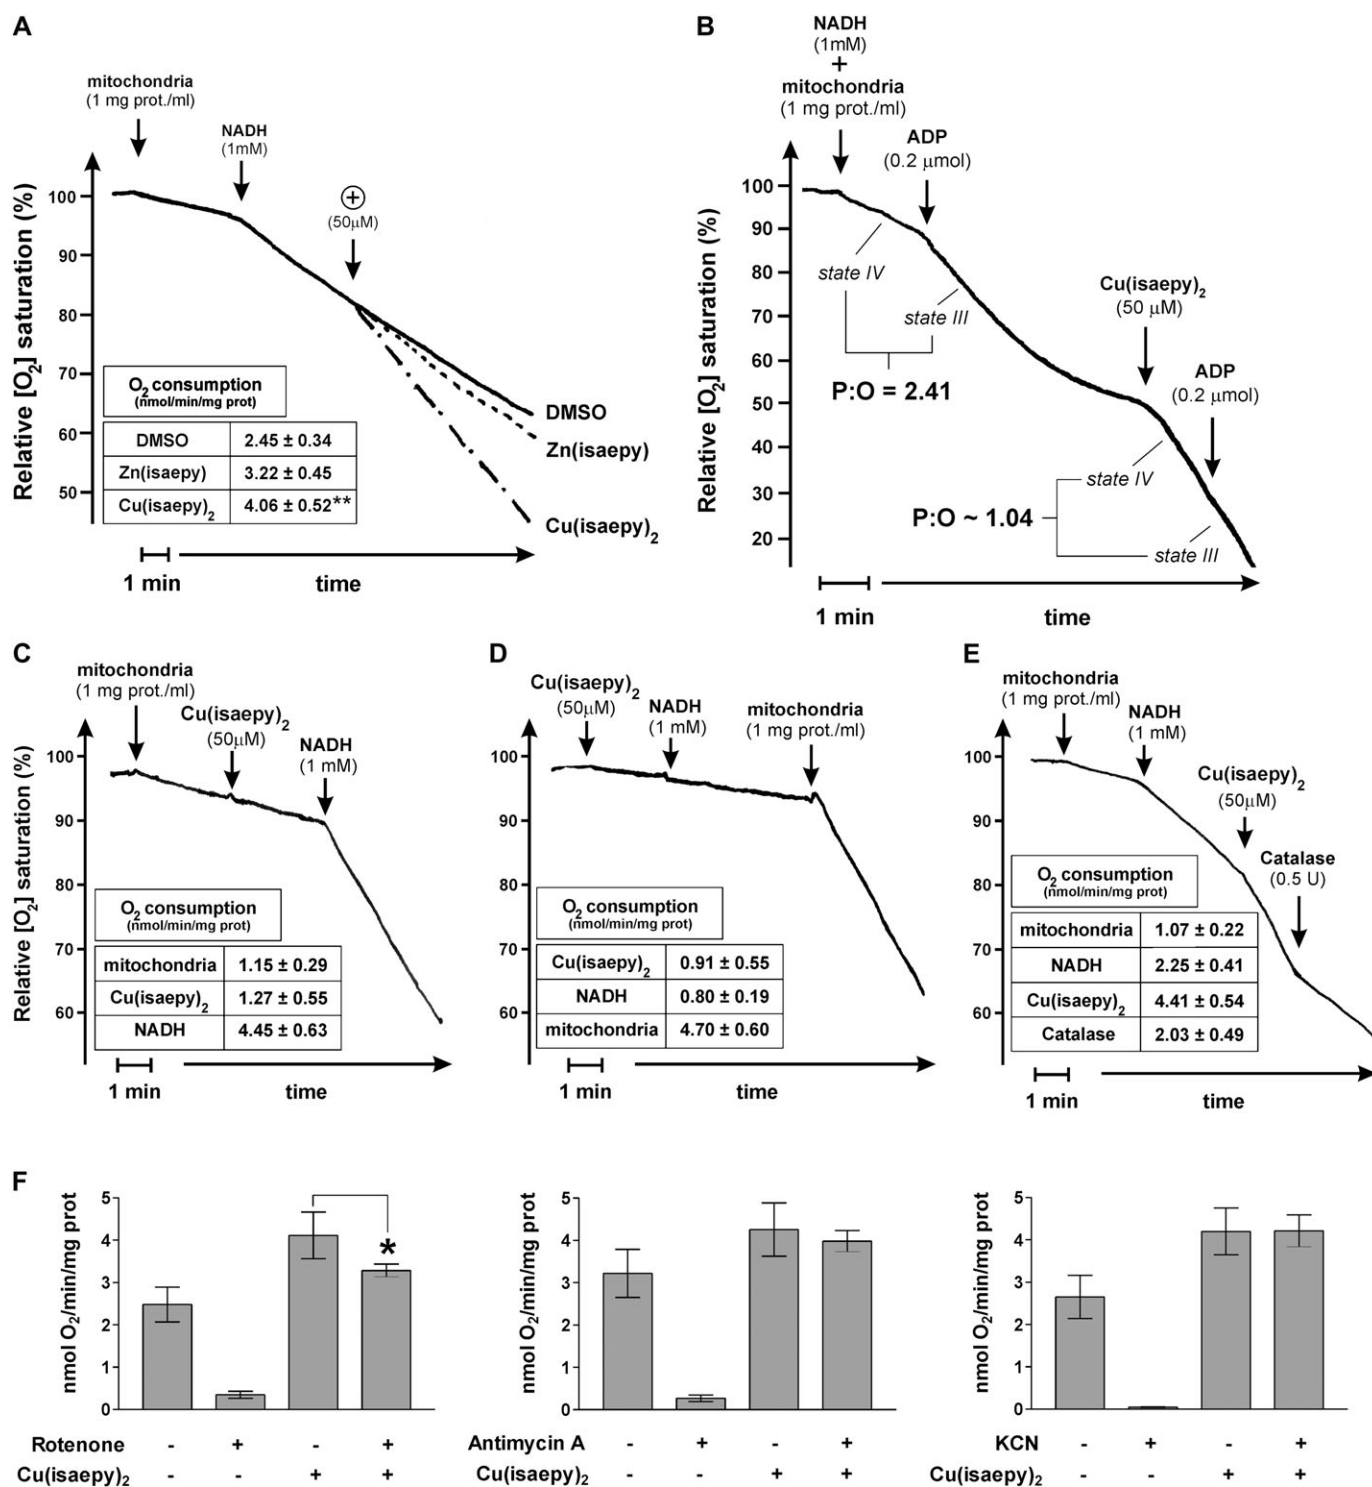 A
mitochondria
(1 mg prot./ml)
NADH
(1mM)
+
(50μM)
Relative [O₂] saturation (%)
100
90
80
70
60
50
O₂ consumption
(nmol/min/mg prot)
DMSO 2.45 ± 0.34
Zn(isaepy) 3.22 ± 0.45
Cu(isaepy)₂ 4.06 ± 0.52**
DMSO
Zn(isaepy)
Cu(isaepy)₂
1 min
time
B
NADH
(1mM)
+
mitochondria
(1 mg prot./ml)
ADP
(0.2 μmol)
Relative [O₂] saturation (%)
100
90
80
70
60
50
40
30
20
state IV
state III
P:O = 2.41
Cu(isaepy)₂
(50 μM)
ADP
(0.2 μmol)
state IV
P:O ~ 1.04
state III
1 min
time
C
mitochondria
(1 mg prot./ml)
Cu(isaepy)₂
(50μM)
NADH
(1 mM)
Relative [O₂] saturation (%)
100
90
80
70
60
O₂ consumption
(nmol/min/mg prot)
mitochondria 1.15 ± 0.29
Cu(isaepy)₂ 1.27 ± 0.55
NADH 4.45 ± 0.63
1 min
time
D
Cu(isaepy)₂
(50μM)
NADH
(1 mM)
mitochondria
(1 mg prot./ml)
100
90
80
70
60
O₂ consumption
(nmol/min/mg prot)
Cu(isaepy)₂ 0.91 ± 0.55
NADH 0.80 ± 0.19
mitochondria 4.70 ± 0.60
1 min
time
E
mitochondria
(1 mg prot./ml)
NADH
(1 mM)
Cu(isaepy)₂
(50μM)
Catalase
(0.5 U)
100
90
80
70
60
O₂ consumption
(nmol/min/mg prot)
mitochondria 1.07 ± 0.22
NADH 2.25 ± 0.41
Cu(isaepy)₂ 4.41 ± 0.54
Catalase 2.03 ± 0.49
1 min
time
F
nmol O₂/min/mg prot
5
4
3
2
1
0
*
Rotenone - + - +
Cu(isaepy)₂ - - + +
nmol O₂/min/mg prot
5
4
3
2
1
0
Antimycin A - + - +
Cu(isaepy)₂ - - + +
nmol O₂/min/mg prot
5
4
3
2
1
0
KCN - + - +
Cu(isaepy)₂ - - + +